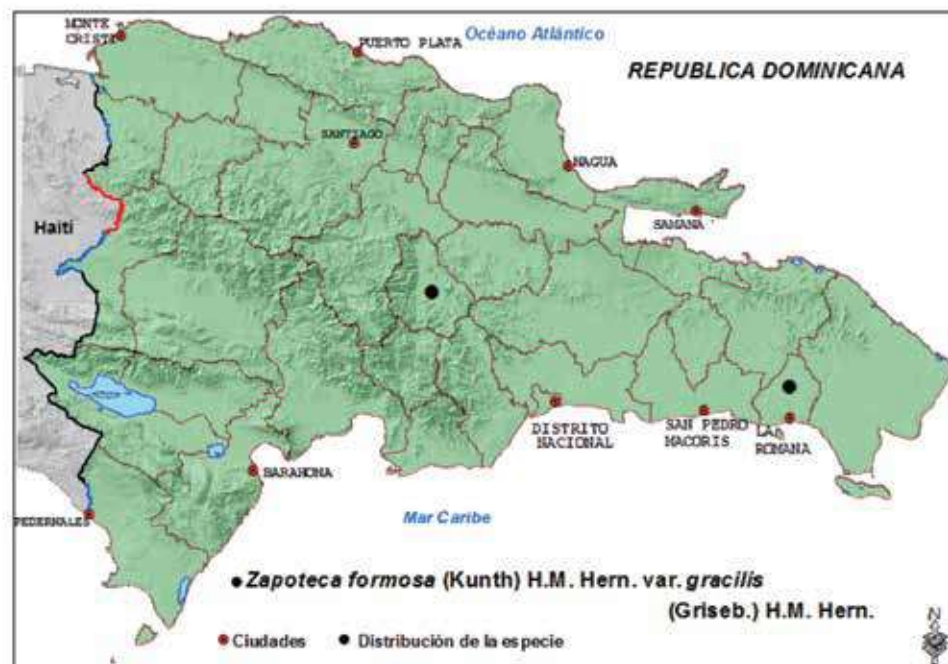 MONTE
CRISTI
Océano Atlántico
PUERTO PLATA
REPUBLICA DOMINICANA
SANTIAGO
NAGUA
Haití
SAMANA
DISTRITO
NACIONAL
SAN PEDRO
MACORIS
LA
ROMANA
BARAHONA
PEDERNALES
Mar Caribe
Zapoteca formosa (Kunth) H.M. Hern. var. gracilis
(Griseb.) H.M. Hern.
Ciudades
Distribución de la especie
N